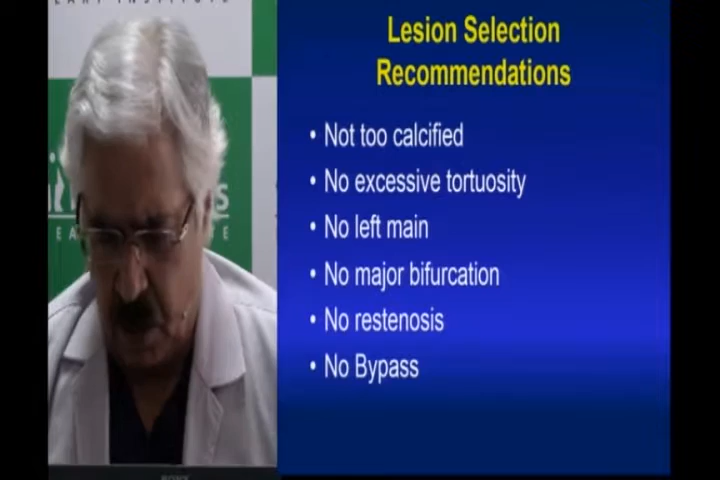 Lesion Selection
Recommendations
• Not too calcified
• No excessive tortuosity
• No left main
• No major bifurcation
• No restenosis
• No Bypass
SONY